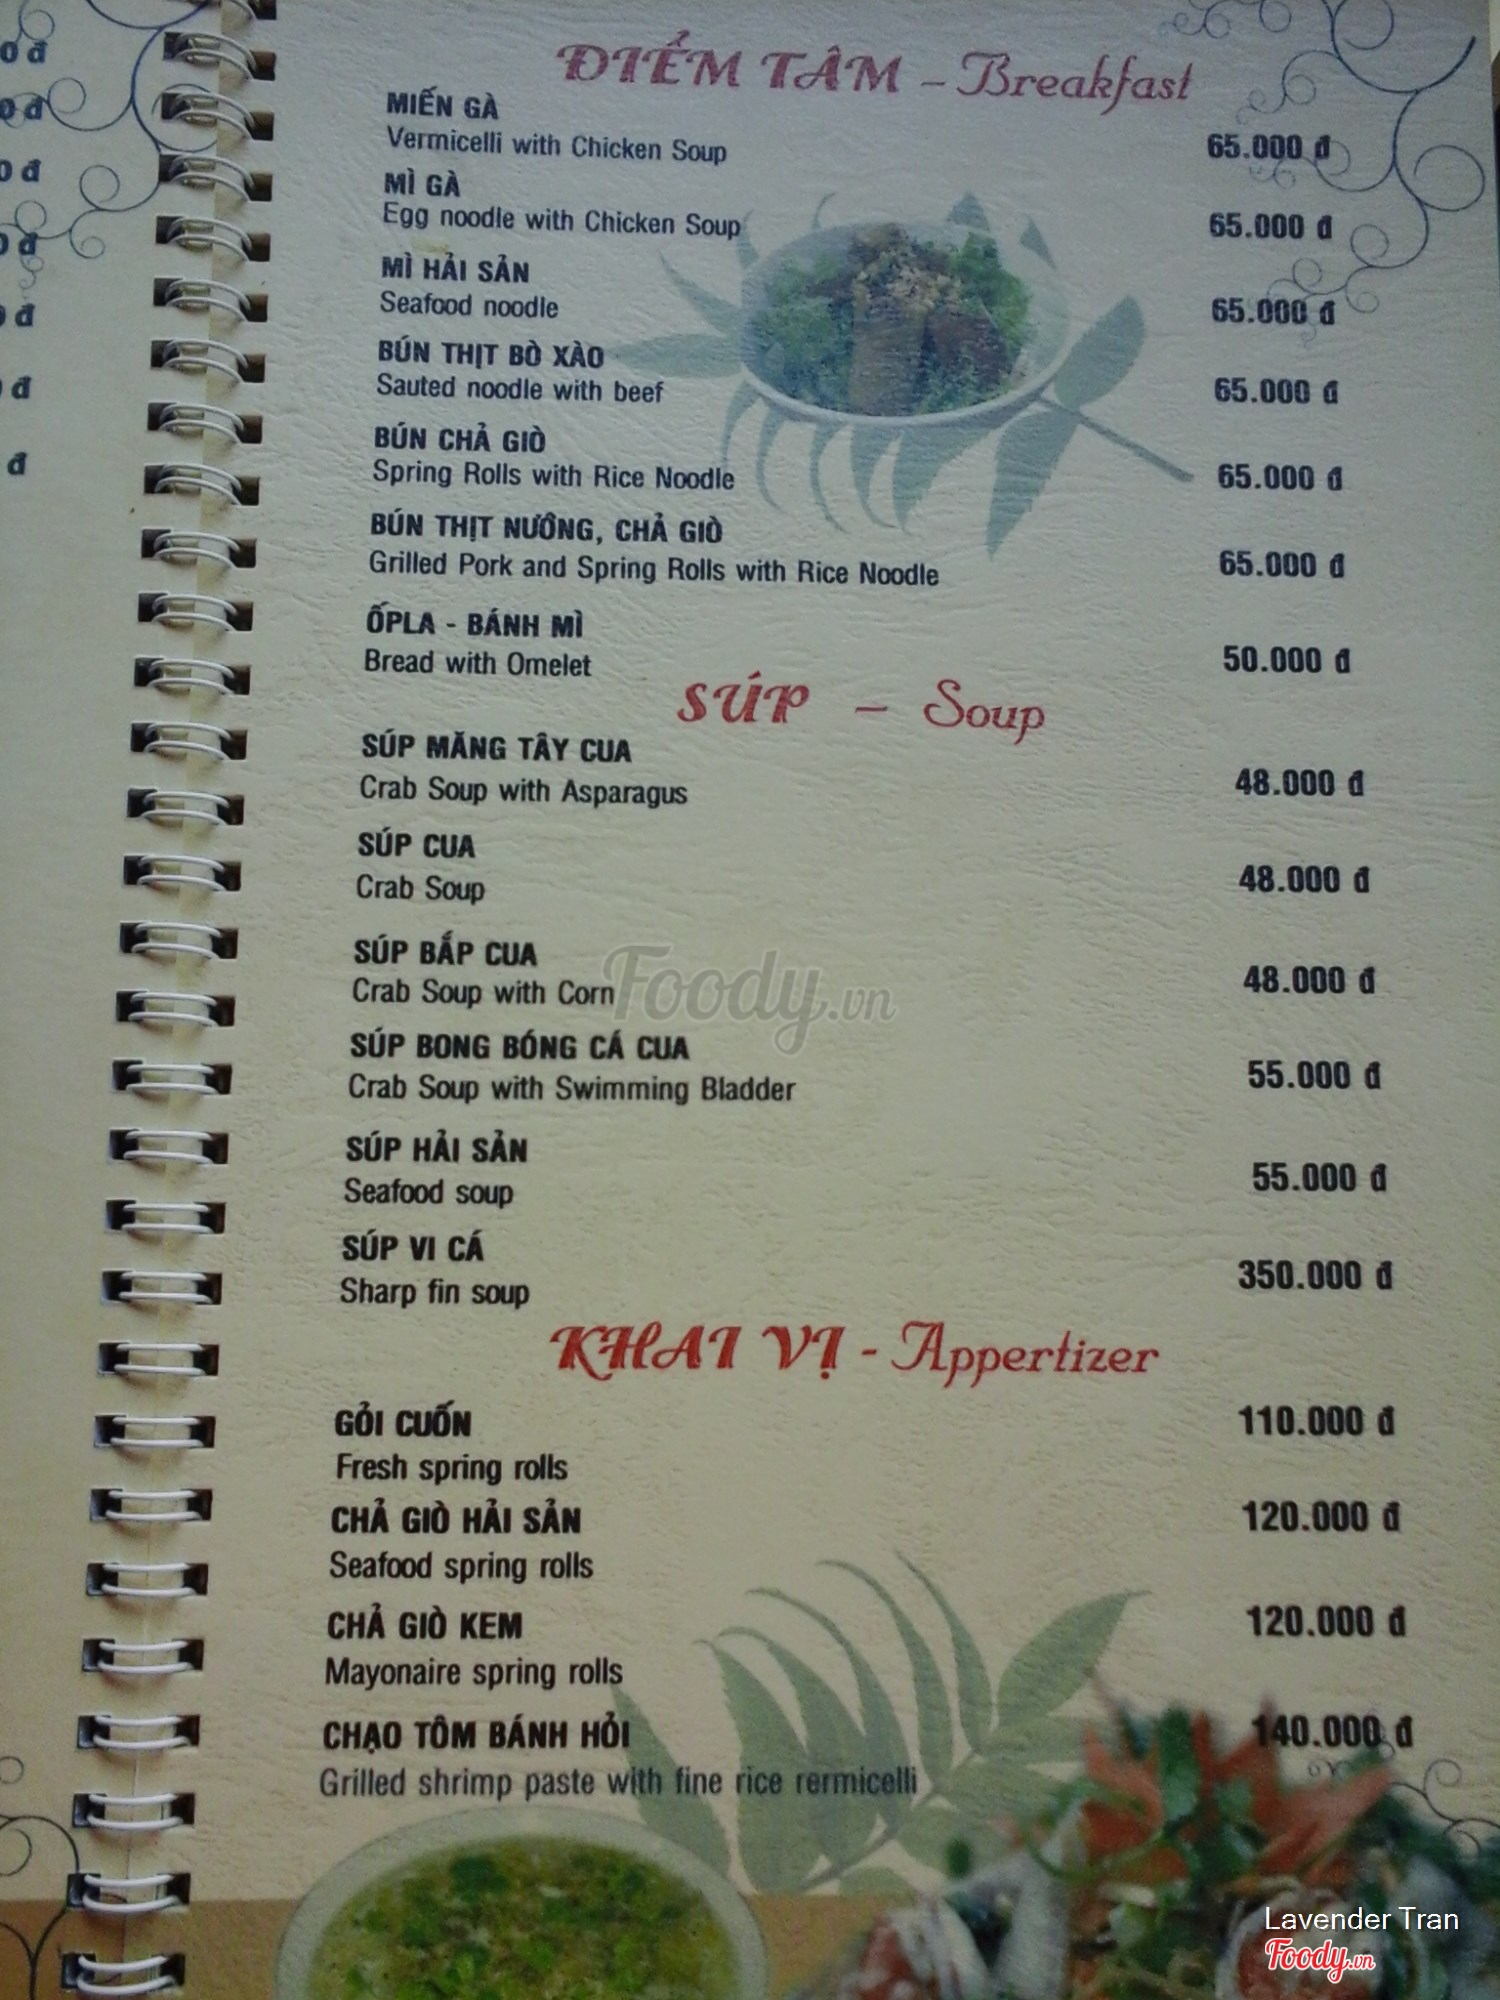 ĐIỂM TÂM – Breakfast
MIẾN GÀ
Vermicelli with Chicken Soup 65.000 đ
MÌ GÀ
Egg noodle with Chicken Soup 65.000 đ
MÌ HẢI SẢN
Seafood noodle 65.000 đ
BÚN THỊT BÒ XÀO
Sauted noodle with beef 65.000 đ
BÚN CHẢ GIÒ
Spring Rolls with Rice Noodle 65.000 đ
BÚN THỊT NƯỚNG, CHẢ GIÒ
Grilled Pork and Spring Rolls with Rice Noodle 65.000 đ
ỐPLA - BÁNH MÌ
Bread with Omelet 50.000 đ
SÚP – Soup
SÚP MĂNG TÂY CUA
Crab Soup with Asparagus 48.000 đ
SÚP CUA
Crab Soup 48.000 đ
SÚP BẮP CUA
Crab Soup with Corn 48.000 đ
Foody.vn
SÚP BONG BÓNG CÁ CUA
Crab Soup with Swimming Bladder 55.000 đ
SÚP HẢI SẢN
Seafood soup 55.000 đ
SÚP VI CÁ
Sharp fin soup 350.000 đ
KHAI VỊ - Appertizer
GỎI CUỐN 110.000 đ
Fresh spring rolls
CHẢ GIÒ HẢI SẢN 120.000 đ
Seafood spring rolls
CHẢ GIÒ KEM 120.000 đ
Mayonaire spring rolls
CHẠO TÔM BÁNH HỎI 140.000 đ
Grilled shrimp paste with fine rice rermicelli
Lavender Tran
Foody.vn